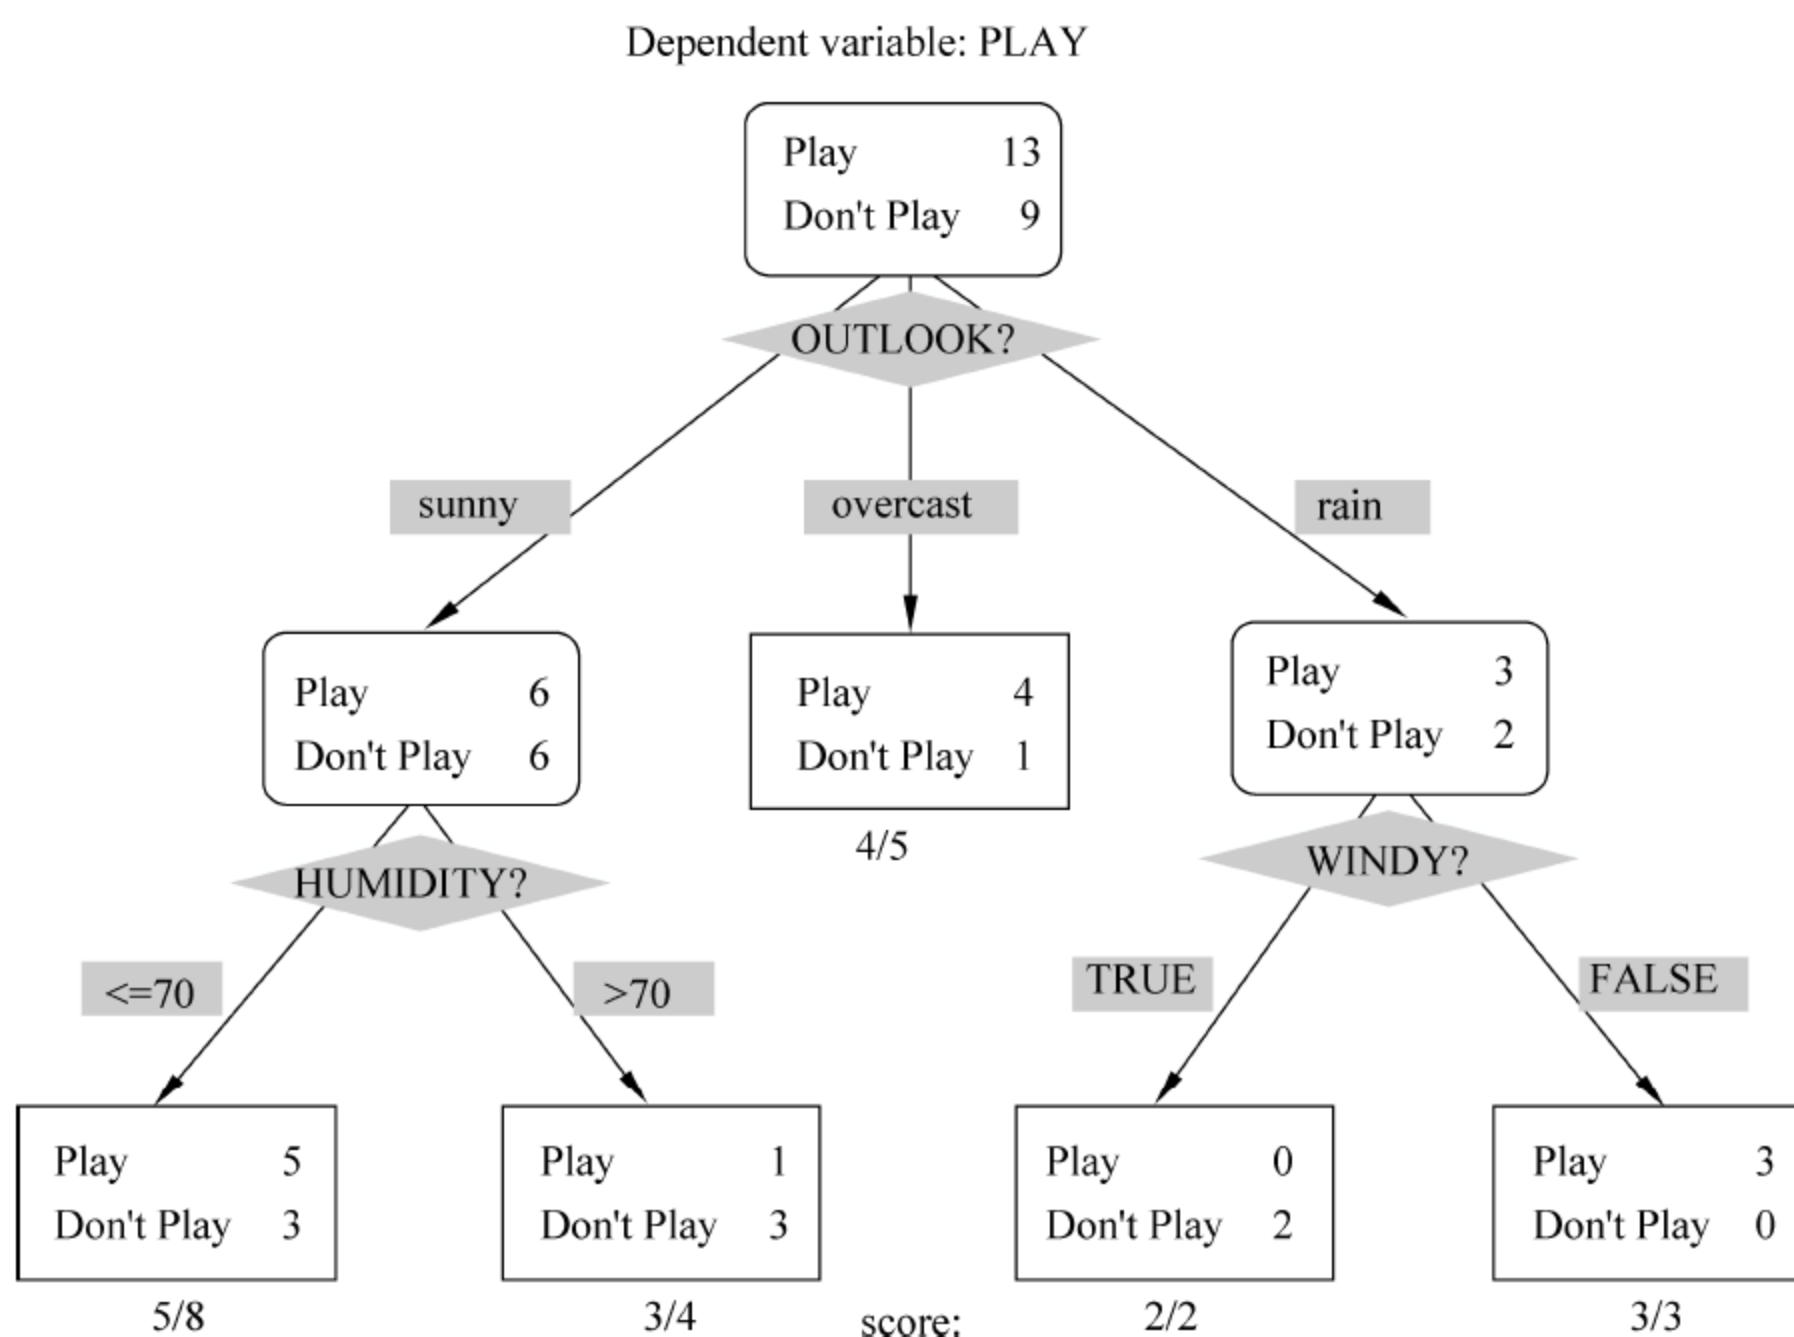 Dependent variable: PLAY
Play 13
Don't Play 9
OUTLOOK?
sunny overcast rain
Play 6
Don't Play 6
Play 4
Don't Play 1
4/5
Play 3
Don't Play 2
HUMIDITY?
WINDY?
<=70 >70 TRUE FALSE
Play 5
Don't Play 3
5/8
Play 1
Don't Play 3
3/4
score:
Play 0
Don't Play 2
2/2
Play 3
Don't Play 0
3/3